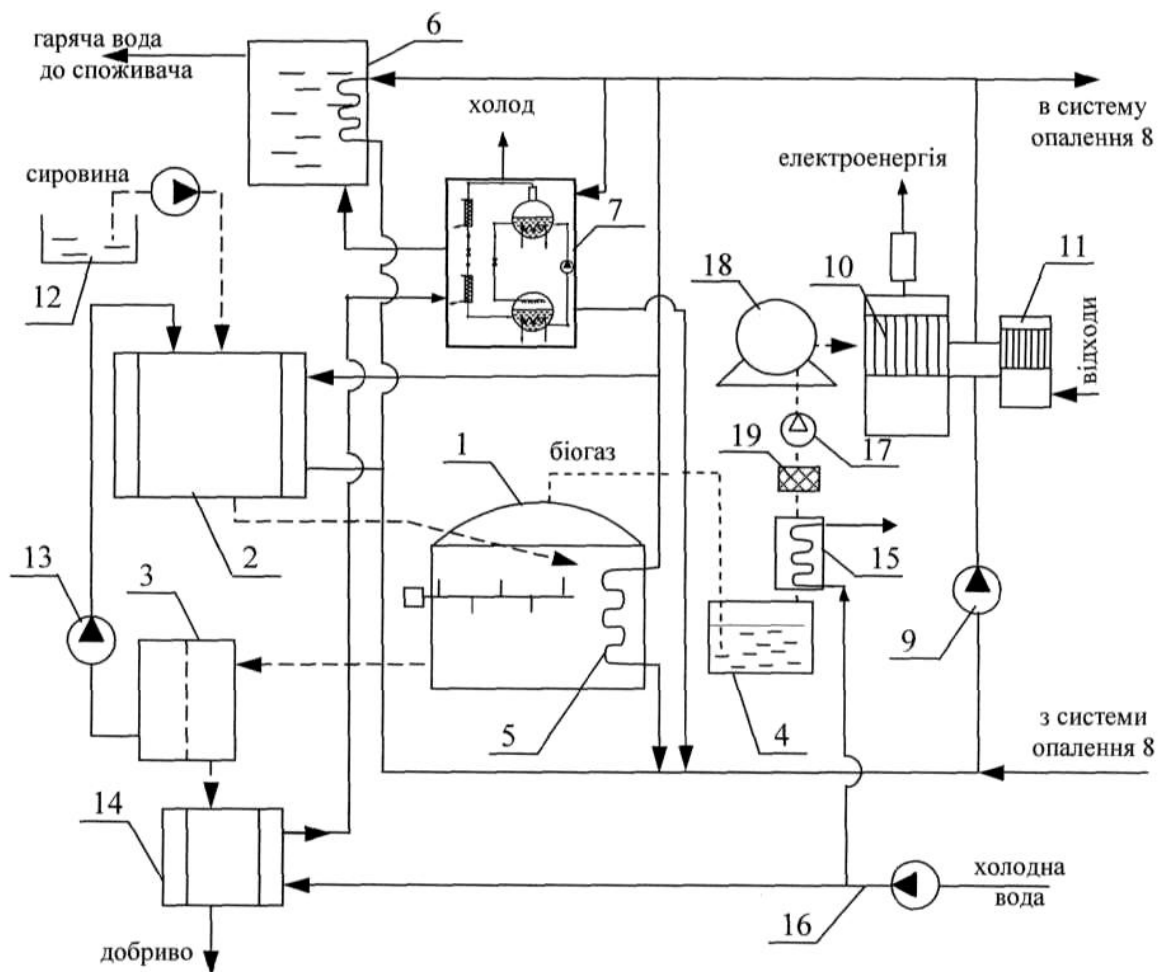 6
гаряча вода
до споживача
холод
в систему
опалення 8
електроенергія
сировина
7
18
10
11
12
відходи
1
біогаз
17
19
2
15
13
3
9
5
4
з системи
опалення 8
14
холодна
вода
16
добриво